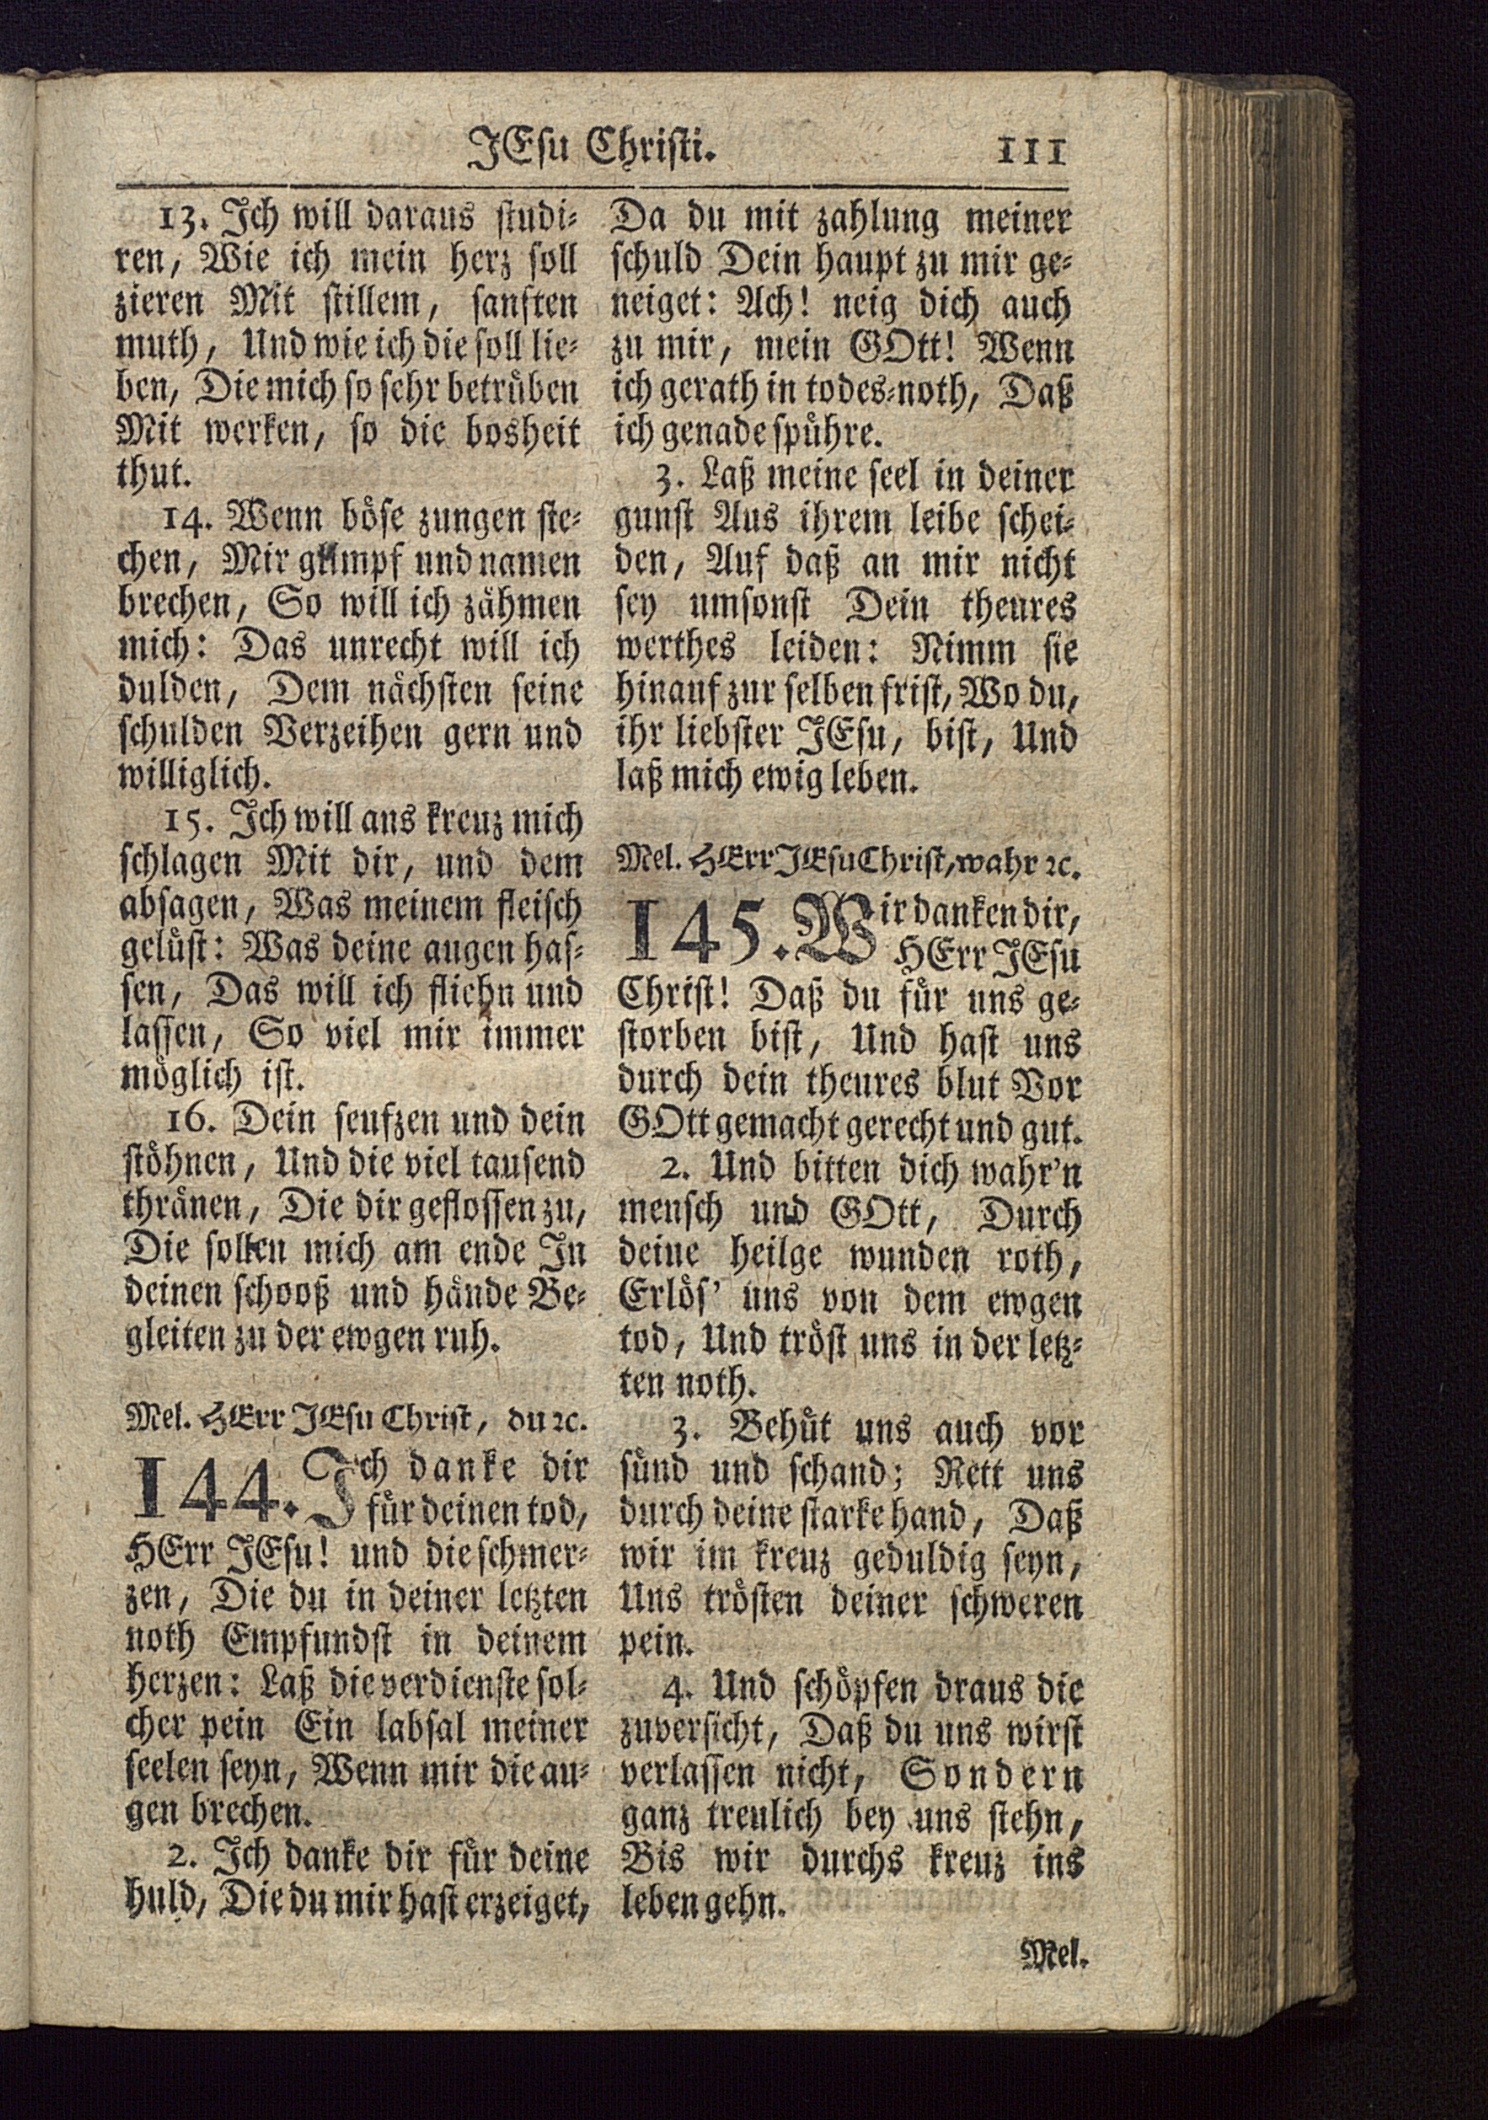 JEsu Christi. 111
13. Ich will daraus studi-
ren, Wie ich mein herz soll
zieren Mit stillem, sanften
muth, Und wie ich die soll lie-
ben, Die mich so sehr betrüben
Mit werken, so die bosheit
thut.
14. Wenn böse zungen ste-
chen, Mir glimpf und namen
brechen, So will ich zähmen
mich: Das unrecht will ich
dulden, Dem nächsten seine
schulden Verzeihen gern und
williglich.
15. Ich will ans kreuz mich
schlagen Mit dir, und dem
absagen, Was meinem fleisch
gelüst: Was deine augen has-
sen, Das will ich fliehn und
lassen, So viel mir immer
möglich ist.
16. Dein seufzen und dein
stöhnen, Und die viel tausend
thränen, Die dir geflossen zu,
Die sollen mich am ende In
deinen schooß und hände Be-
gleiten zu der ewgen ruh.
Mel. HErr JEsu Christ, du ꝛc.
144. Ich danke dir
für deinen tod,
HErr JEsu! und die schmer-
zen, Die du in deiner letzten
noth Empfundst in deinem
herzen: Laß die verdienste sol-
cher pein Ein labsal meiner
seelen seyn, Wenn mir die au-
gen brechen.
2. Ich danke dir für deine
huld, Die du mir hast erzeiget,
Da du mit zahlung meiner
schuld Dein haupt zu mir ge-
neiget: Ach! neig dich auch
zu mir, mein GOtt! Wenn
ich gerath in todes-noth, Daß
ich genade spühre.
3. Laß meine seel in deiner
gunst Aus ihrem leibe schei-
den, Auf daß an mir nicht
sey umsonst Dein theures
werthes leiden: Nimm sie
hinauf zur selben frist, Wo du,
ihr liebster JEsu, bist, Und
laß mich ewig leben.
Mel. HErr JEsu Christ, wahr ꝛc.
145. Wir danken dir,
HErr JEsu
Christ! Daß du für uns ge-
storben bist, Und hast uns
durch dein theures blut Vor
GOtt gemacht gerecht und gut.
2. Und bitten dich wahr'n
mensch und GOtt, Durch
deine heilge wunden roth,
Erlös' uns von dem ewgen
tod, Und tröst uns in der letz-
ten noth.
3. Behüt uns auch vor
sünd und schand; Rett uns
durch deine starke hand, Daß
wir im kreuz geduldig seyn,
Uns trösten deiner schweren
pein.
4. Und schöpfen draus die
zuversicht, Daß du uns wirst
verlassen nicht, Sondern
ganz treulich bey uns stehn,
Bis wir durchs kreuz ins
leben gehn.
Mel.